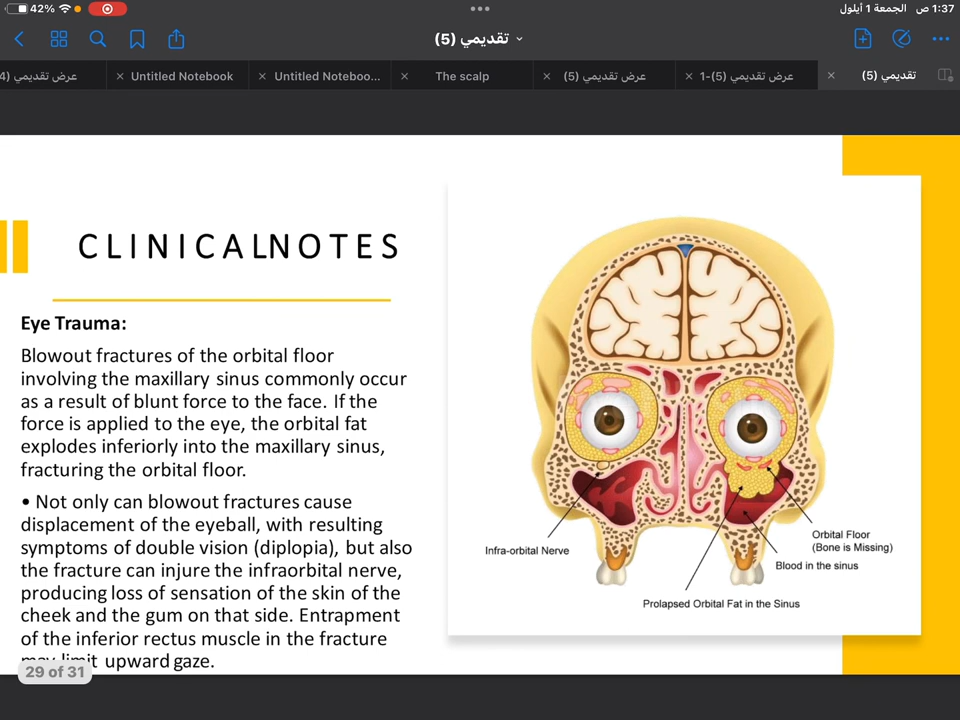 42%
الجمعة 1 أيلول 1:37 ص
تقديمي (5)
عرض تقديمي (4
Untitled Notebook
Untitled Noteboo...
The scalp
عرض تقديمي (5)
عرض تقديمي (5)-1
تقديمي (5)
CLINICALNOTES
Eye Trauma:
Blowout fractures of the orbital floor
involving the maxillary sinus commonly occur
as a result of blunt force to the face. If the
force is applied to the eye, the orbital fat
explodes inferiorly into the maxillary sinus,
fracturing the orbital floor.
• Not only can blowout fractures cause
displacement of the eyeball, with resulting
symptoms of double vision (diplopia), but also
the fracture can injure the infraorbital nerve,
producing loss of sensation of the skin of the
cheek and the gum on that side. Entrapment
of the inferior rectus muscle in the fracture
may limit upward gaze.
29 of 31
Infra-orbital Nerve
Orbital Floor
(Bone is Missing)
Blood in the sinus
Prolapsed Orbital Fat in the Sinus